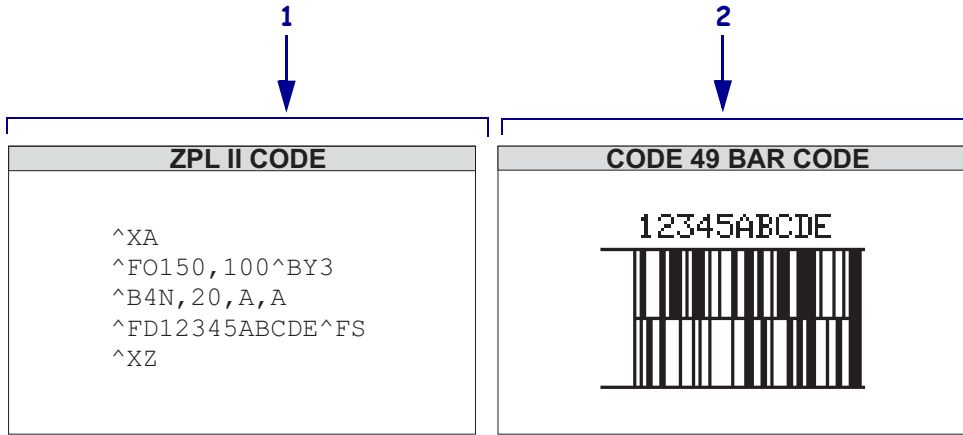 1
2
ZPL II CODE
^XA
^FO150,100^BY3
^B4N,20,A,A
^FD12345ABCDE^FS
^XZ
CODE 49 BAR CODE
12345ABCDE